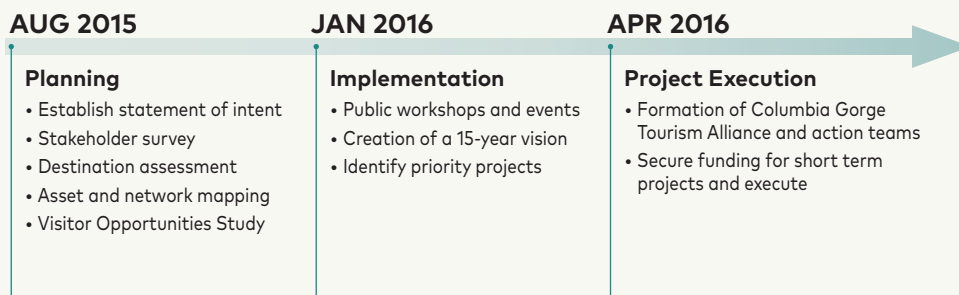 AUG 2015
Planning
• Establish statement of intent
• Stakeholder survey
• Destination assessment
• Asset and network mapping
• Visitor Opportunities Study
JAN 2016
Implementation
• Public workshops and events
• Creation of a 15-year vision
• Identify priority projects
APR 2016
Project Execution
• Formation of Columbia Gorge
Tourism Alliance and action teams
• Secure funding for short term
projects and execute